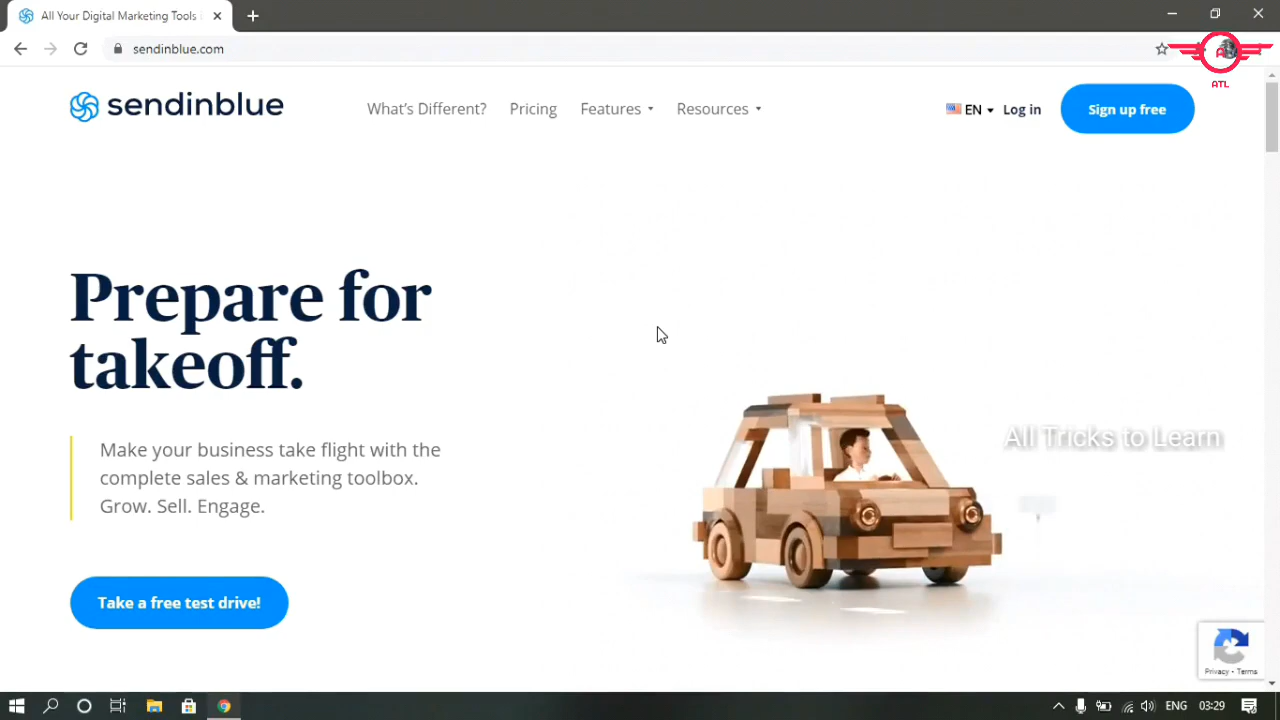 All Your Digital Marketing Tools
sendinblue.com
ATL
sendinblue
What's Different?
Pricing
Features
Resources
EN
Log in
Sign up free
Prepare for
takeoff.
Make your business take flight with the
complete sales & marketing toolbox.
Grow. Sell. Engage.
All Tricks to Learn
Take a free test drive!
Privacy - Terms
ENG
03:29